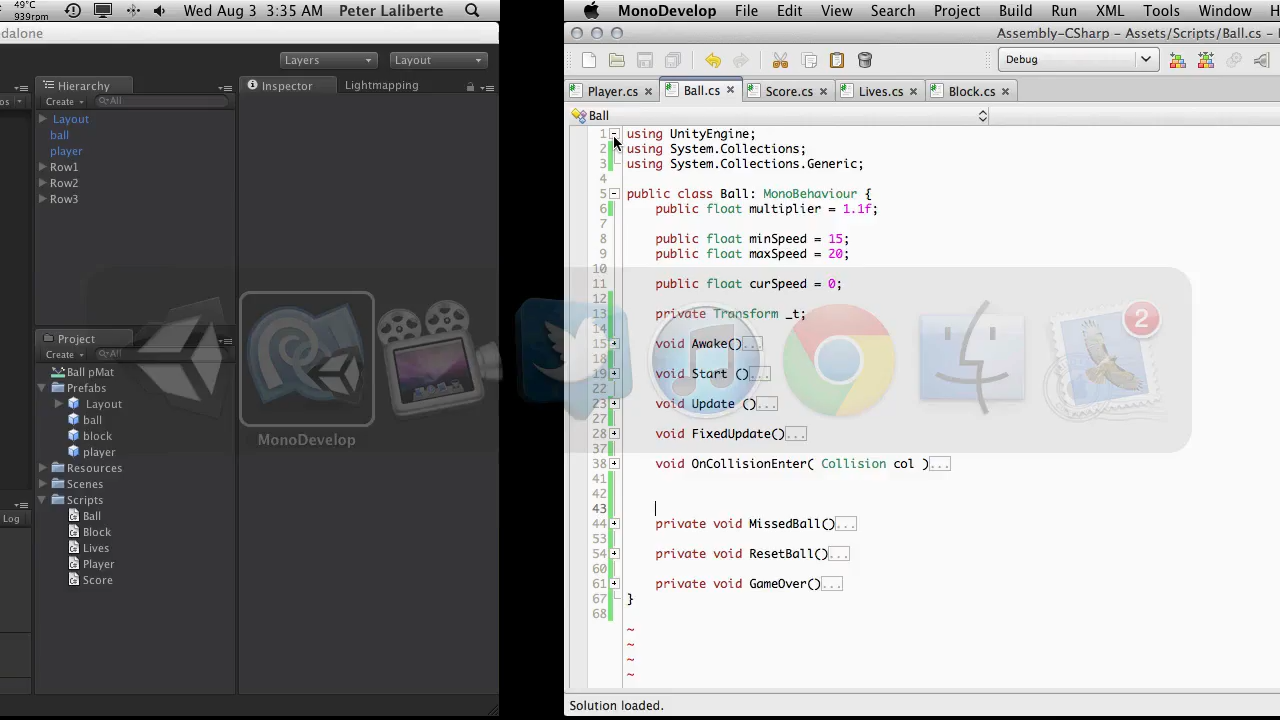 49°C
939rpm
Wed Aug 3 3:35 AM
Peter Laliberte
dalone
Layers
Layout
Hierarchy
Create
All
Layout
ball
player
Row1
Row2
Row3
Inspector
Lightmapping
Project
Create
All
Ball pMat
Prefabs
Layout
ball
block
player
Resources
Scenes
Scripts
Ball
Block
Lives
Player
Score
Log
MonoDevelop
2
MonoDevelop File Edit View Search Project Build Run XML Tools Window H
Assembly-CSharp – Assets/Scripts/Ball.cs –
Debug
Player.cs
Ball.cs
Score.cs
Lives.cs
Block.cs
Ball
1 using UnityEngine;
2 using System.Collections;
3 using System.Collections.Generic;
4
5 public class Ball: MonoBehaviour {
6 public float multiplier = 1.1f;
7
8 public float minSpeed = 15;
9 public float maxSpeed = 20;
10
11 public float curSpeed = 0;
12
13 private Transform _t;
14
15 void Awake()...
18
19 void Start ()...
22
23 void Update ()...
27
28 void FixedUpdate()...
37
38 void OnCollisionEnter( Collision col )...
41
42
43
44 private void MissedBall()...
53
54 private void ResetBall()...
60
61 private void GameOver()...
67 }
68
~
~
~
~
Solution loaded.